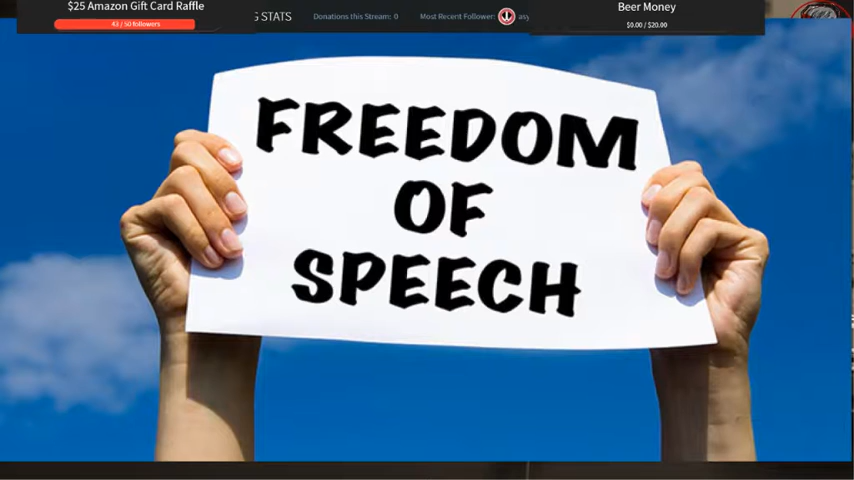 $25 Amazon Gift Card Raffle
43 / 50 followers
G STATS
Donations this Stream: 0
Most Recent Follower:
Beer Money
$0.00 / $20.00
FREEDOM
OF
SPEECH